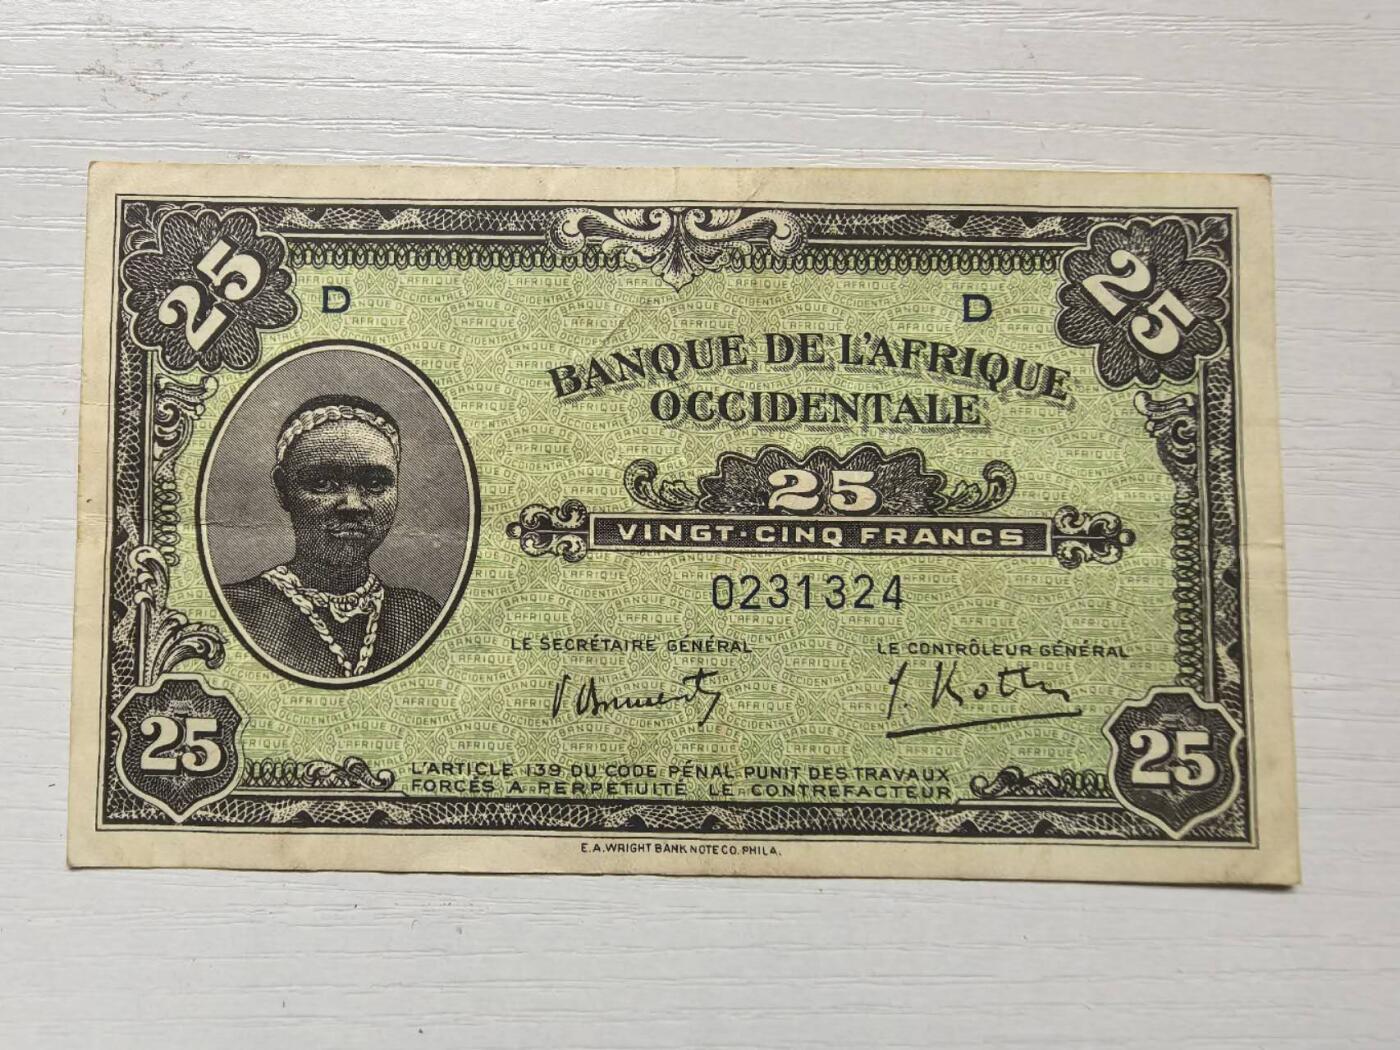 25
25
D
D
BANQUE DE L'AFRIQUE
OCCIDENTALE
25
VINGT-CINQ FRANCS
0231324
LE SECRÉTAIRE GÉNÉRAL
LE CONTRÔLEUR GÉNÉRAL
25
25
L'ARTICLE 139 DU CODE PÉNAL PUNIT DES TRAVAUX
FORCÉS A PERPÉTUITÉ LE CONTREFACTEUR
E.A.WRIGHT BANK NOTE CO. PHILA.